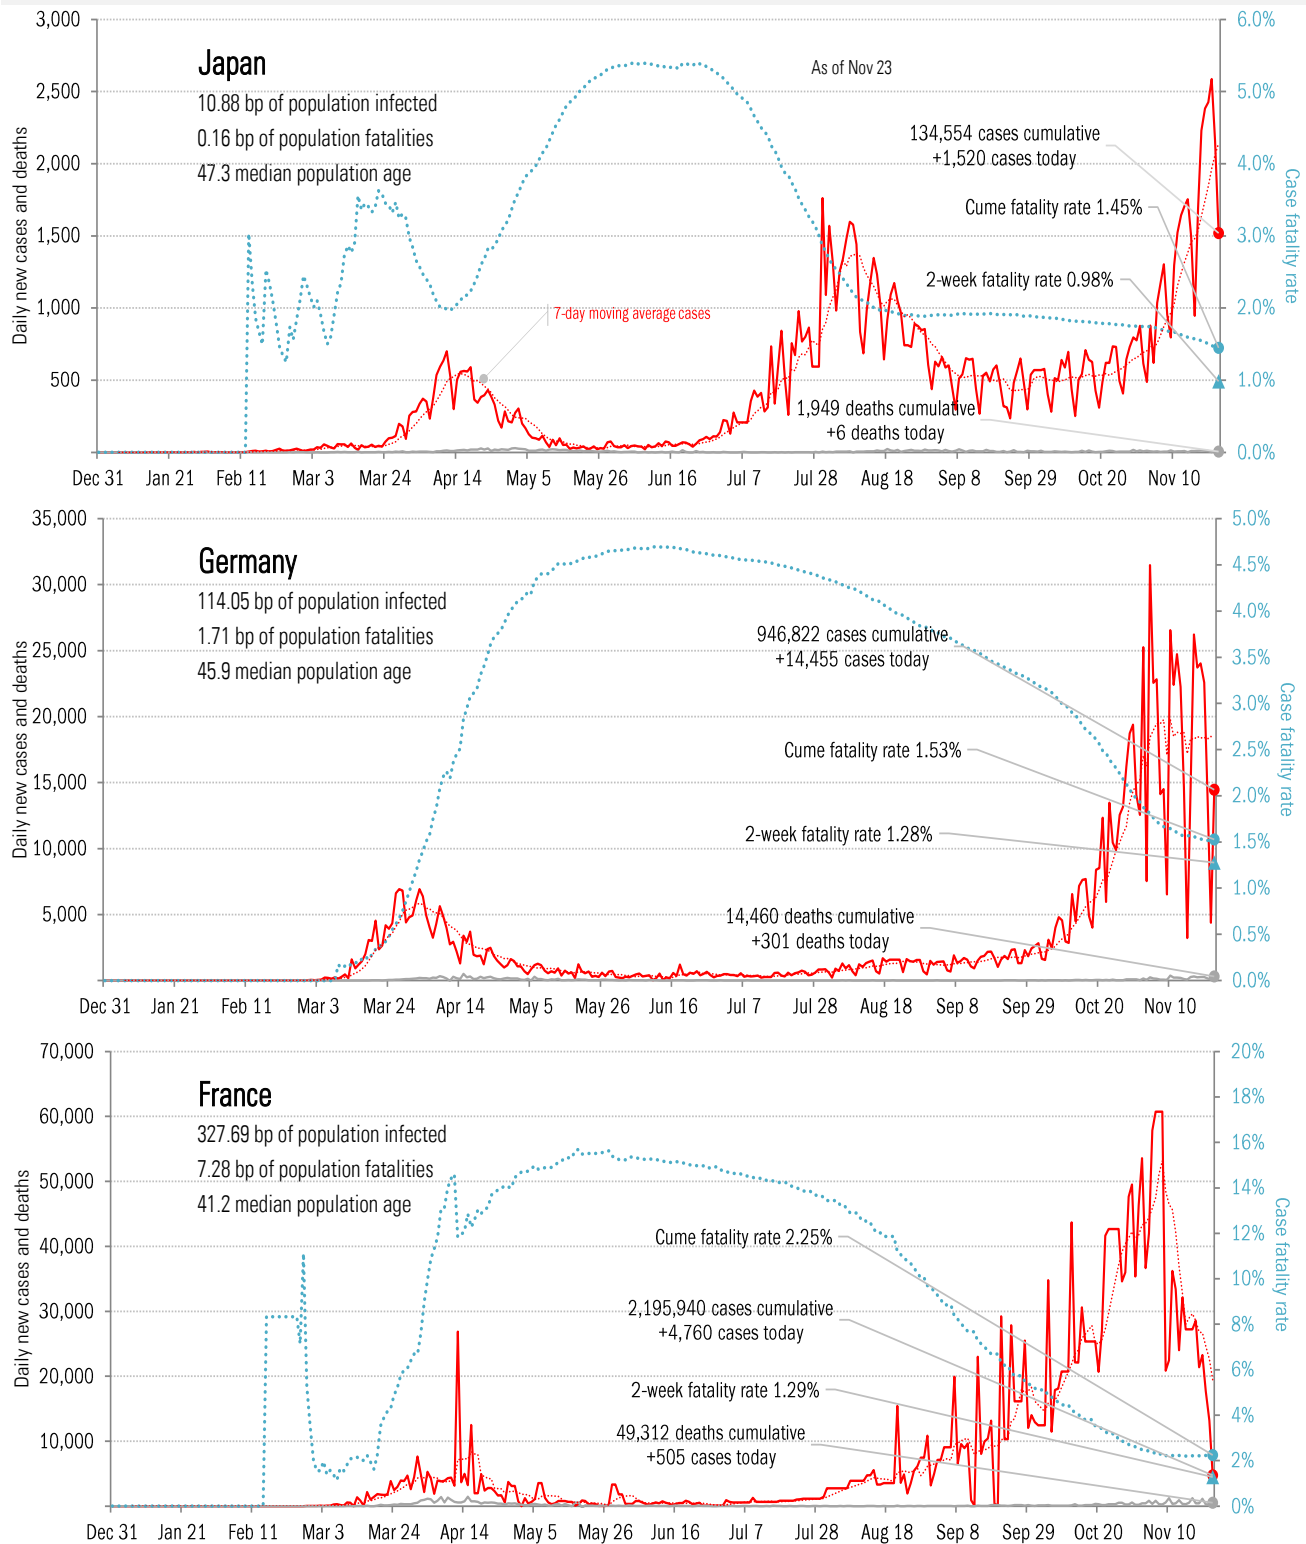 3,000
6.0%
Japan
As of Nov 23
10.88 bp of population infected
0.16 bp of population fatalities
47.3 median population age
2,500
5.0%
134,554 cases cumulative
+1,520 cases today
2,000
4.0%
Cume fatality rate 1.45%
1,500
3.0%
2-week fatality rate 0.98%
1,000
2.0%
7-day moving average cases
500
1.0%
1,949 deaths cumulative
+6 deaths today
0.0%
Daily new cases and deaths
Case fatality rate
Dec 31 Jan 21 Feb 11 Mar 3 Mar 24 Apr 14 May 5 May 26 Jun 16 Jul 7 Jul 28 Aug 18 Sep 8 Sep 29 Oct 20 Nov 10
35,000
5.0%
Germany
114.05 bp of population infected
1.71 bp of population fatalities
45.9 median population age
30,000
4.5%
4.0%
25,000
946,822 cases cumulative
+14,455 cases today
3.5%
20,000
3.0%
Cume fatality rate 1.53%
2.5%
15,000
2.0%
2-week fatality rate 1.28%
10,000
1.5%
1.0%
5,000
14,460 deaths cumulative
+301 deaths today
0.5%
0.0%
Daily new cases and deaths
Case fatality rate
Dec 31 Jan 21 Feb 11 Mar 3 Mar 24 Apr 14 May 5 May 26 Jun 16 Jul 7 Jul 28 Aug 18 Sep 8 Sep 29 Oct 20 Nov 10
70,000
20%
France
327.69 bp of population infected
7.28 bp of population fatalities
41.2 median population age
18%
60,000
16%
50,000
14%
40,000
Cume fatality rate 2.25%
12%
10%
30,000
2,195,940 cases cumulative
+4,760 cases today
8%
20,000
2-week fatality rate 1.29%
6%
49,312 deaths cumulative
+505 cases today
4%
10,000
2%
0%
Daily new cases and deaths
Case fatality rate
Dec 31 Jan 21 Feb 11 Mar 3 Mar 24 Apr 14 May 5 May 26 Jun 16 Jul 7 Jul 28 Aug 18 Sep 8 Sep 29 Oct 20 Nov 10